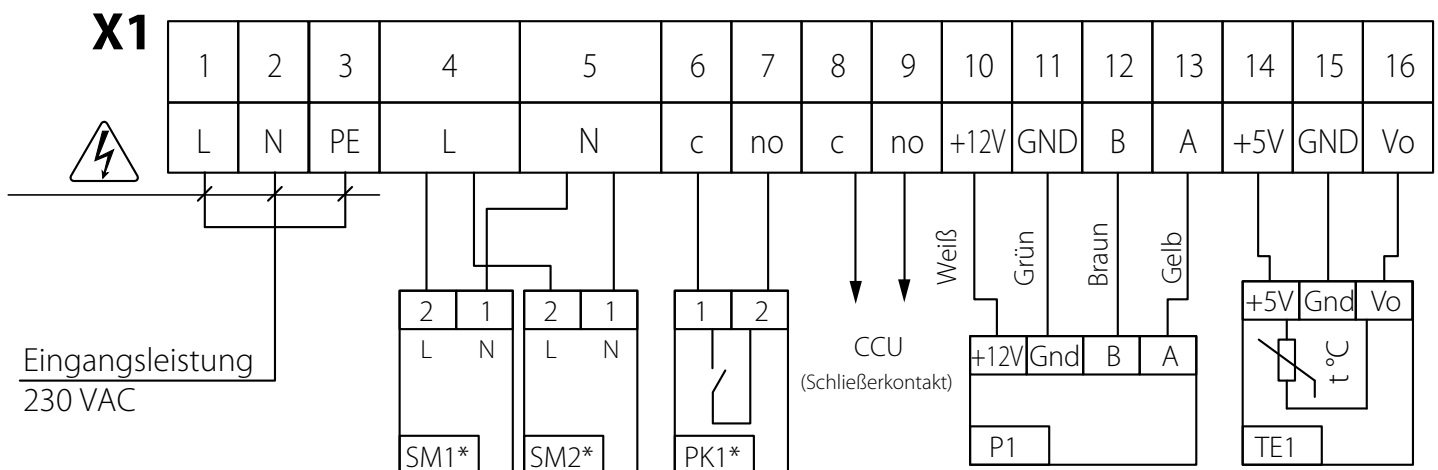 X1
1 2 3 4 5 6 7 8 9 10 11 12 13 14 15 16
L N PE L N c no c no +12V GND B A +5V GND Vo
Weiß
Grün
Braun
Gelb
2 1 2 1 1 2
L N L N
CCU
(Schließerkontakt)
+12V Gnd B A
+5V Gnd Vo
t °C
Eingangsleistung
230 VAC
SM1* SM2* PK1* P1 TE1